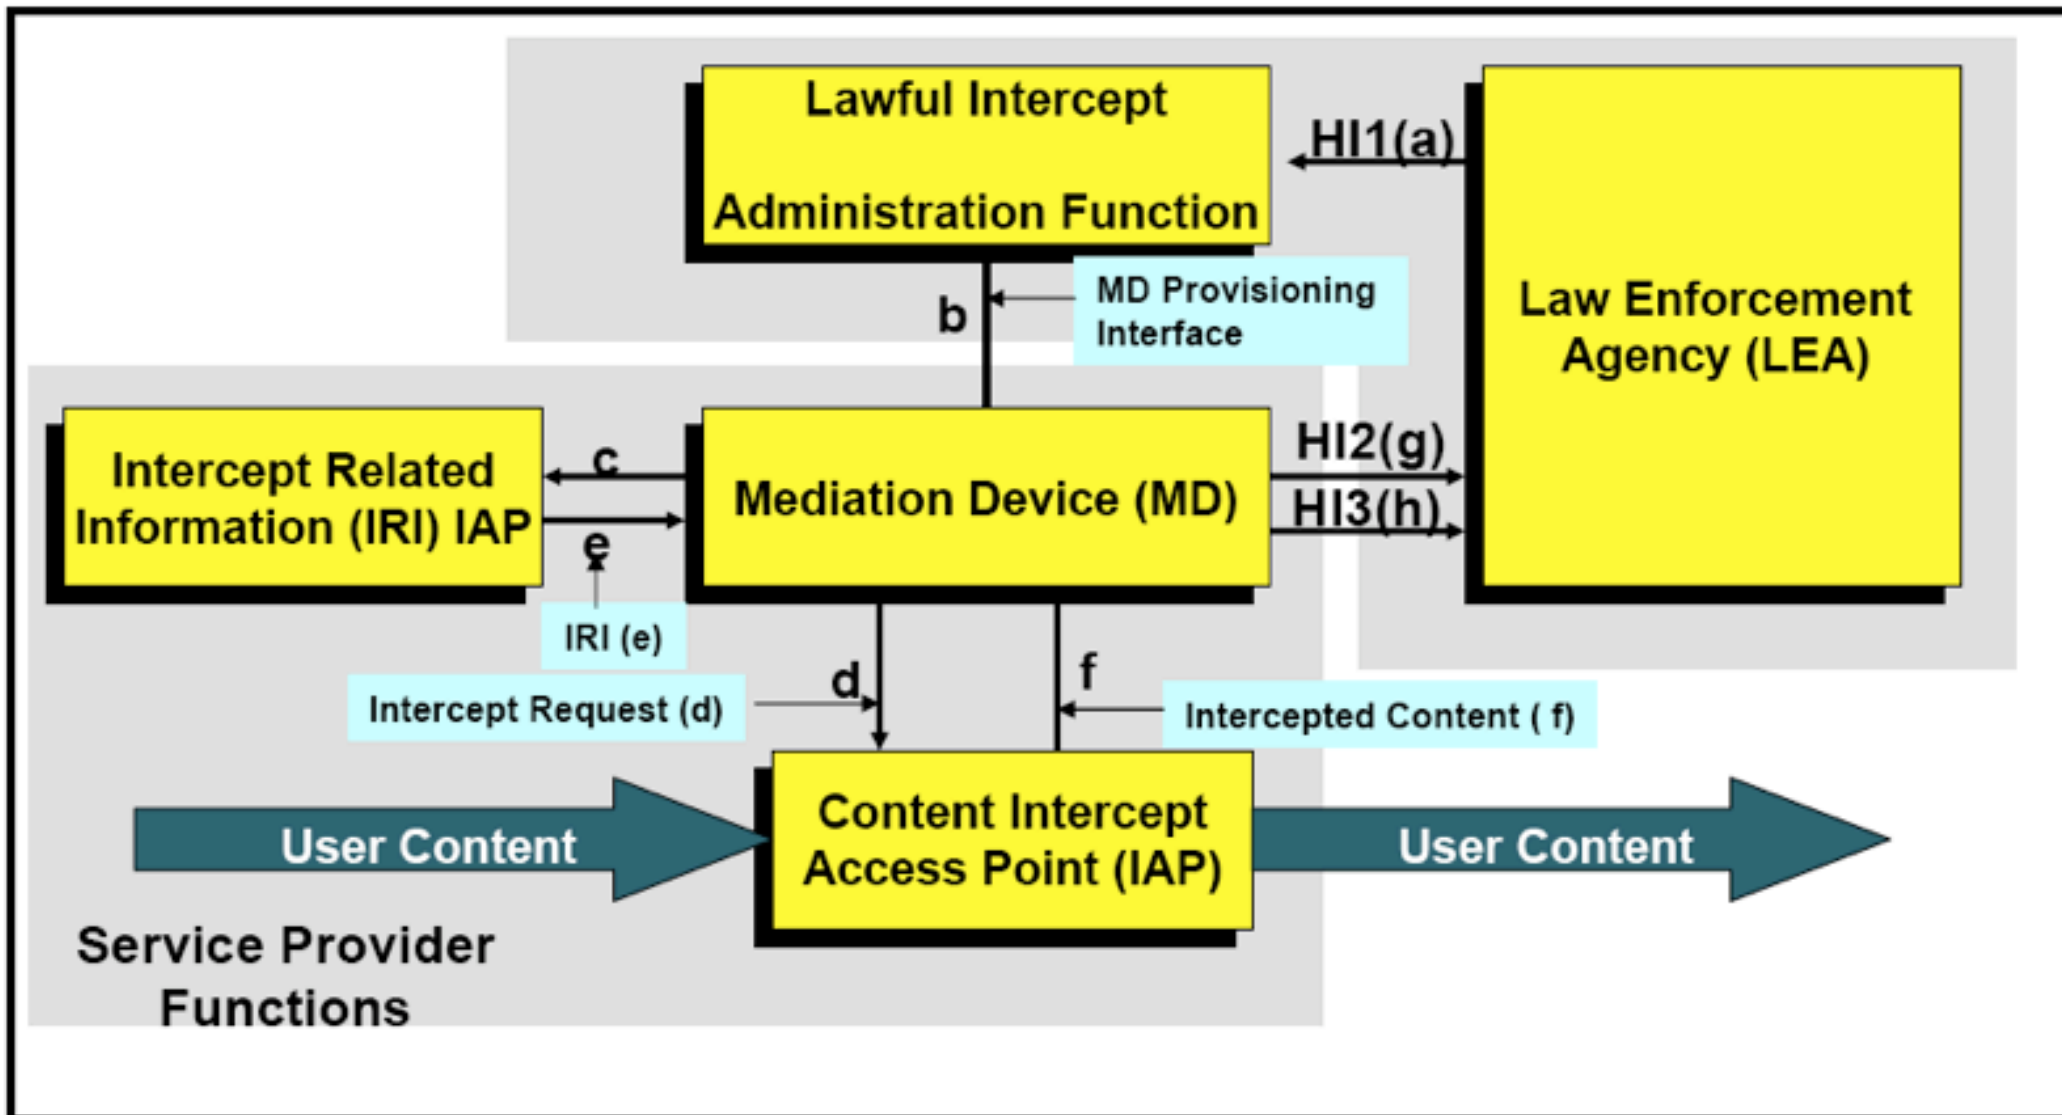 Lawful Intercept
Administration Function
HI1(a)
Law Enforcement
Agency (LEA)
b
MD Provisioning
Interface
Intercept Related
Information (IRI) IAP
c
e
Mediation Device (MD)
HI2(g)
HI3(h)
IRI (e)
Intercept Request (d)
d
f
Intercepted Content ( f)
User Content
Content Intercept
Access Point (IAP)
User Content
Service Provider
Functions